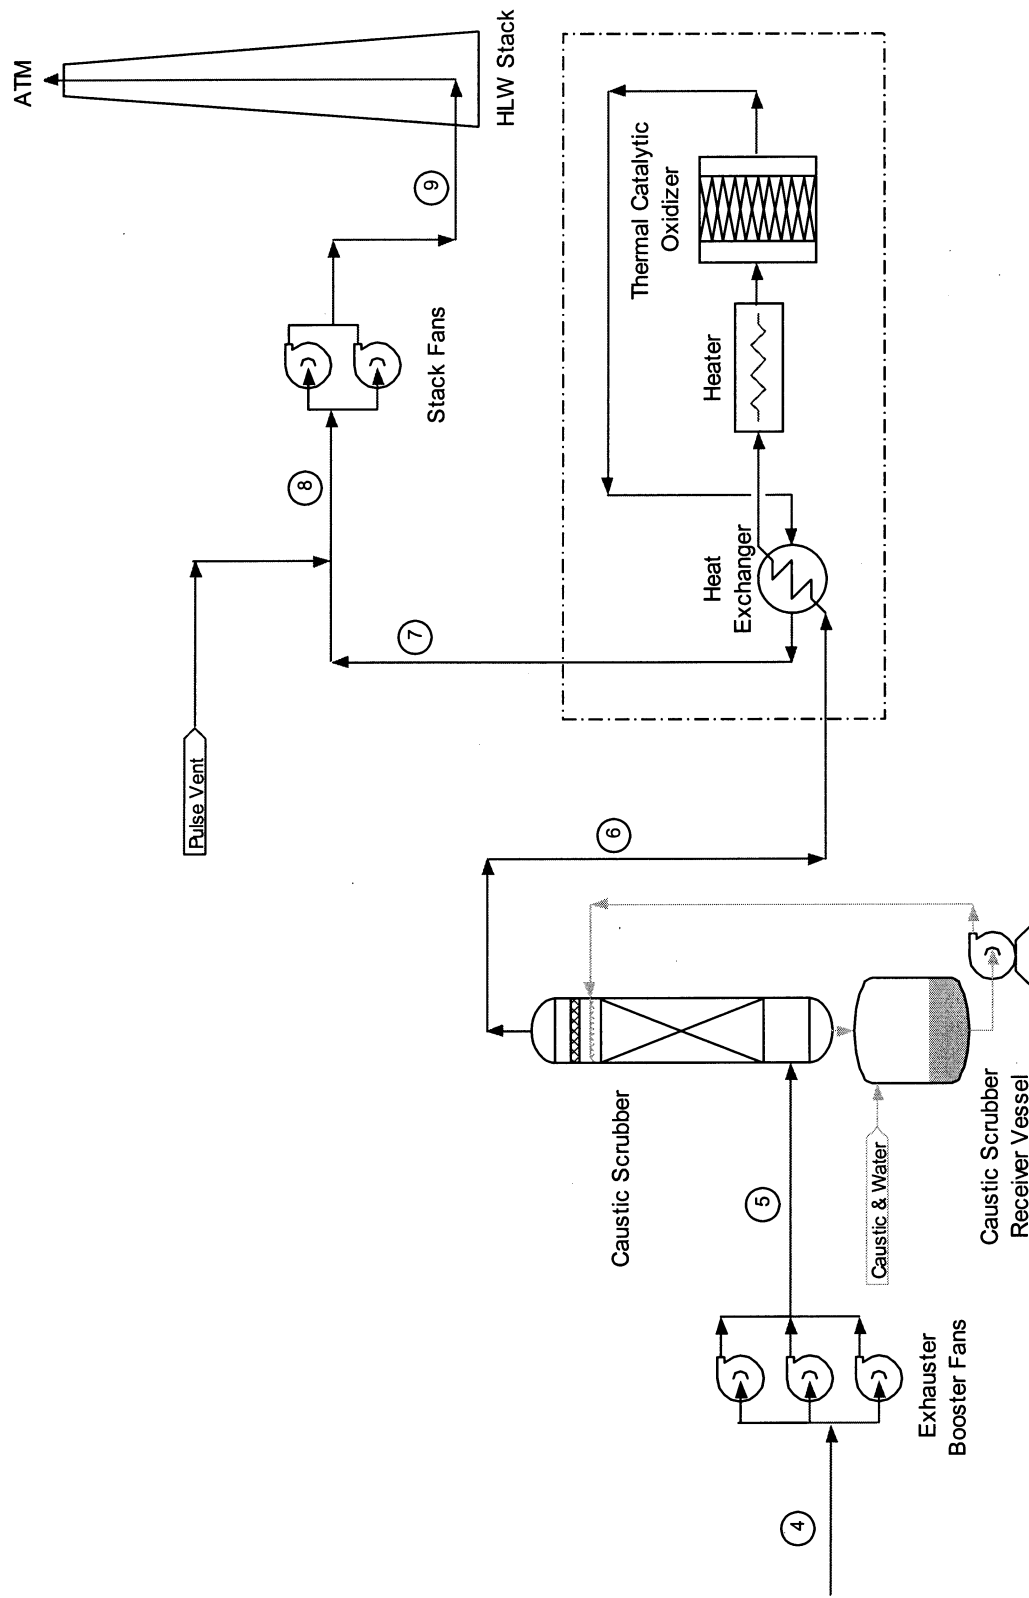 ATM
HLW Stack
9
Stack Fans
8
7
Pulse Vent
Thermal Catalytic
Oxidizer
Heater
Heat
Exchanger
6
Caustic Scrubber
Caustic & Water
Caustic Scrubber
Receiver Vessel
5
Exhauster
Booster Fans
4